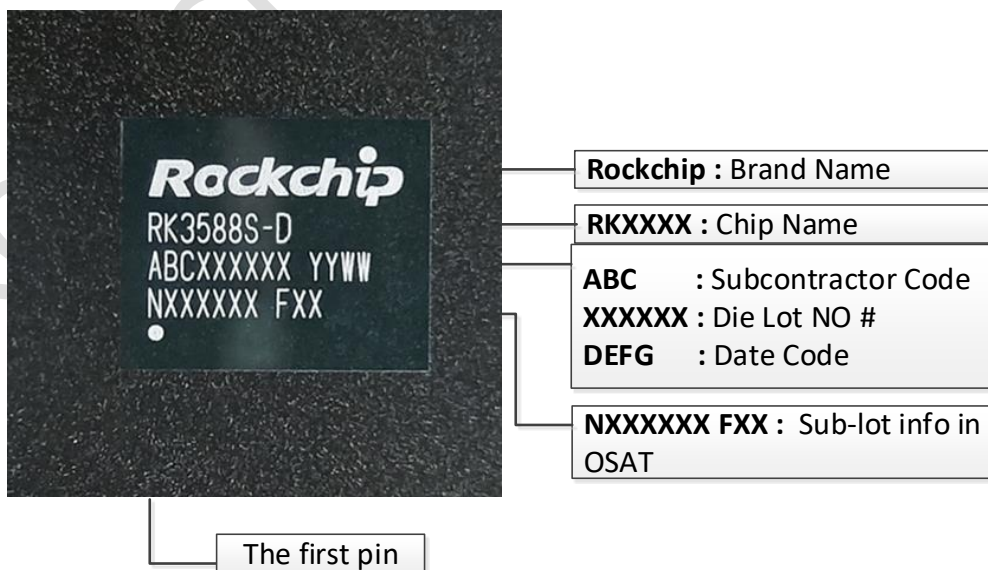 Rockchip
RK3588S-D
ABCXXXXXX YYWW
NXXXXXX FXX
Rockchip : Brand Name
RKXXXX : Chip Name
ABC : Subcontractor Code
XXXXXX : Die Lot NO #
DEFG : Date Code
NXXXXXX FXX : Sub-lot info in
OSAT
The first pin